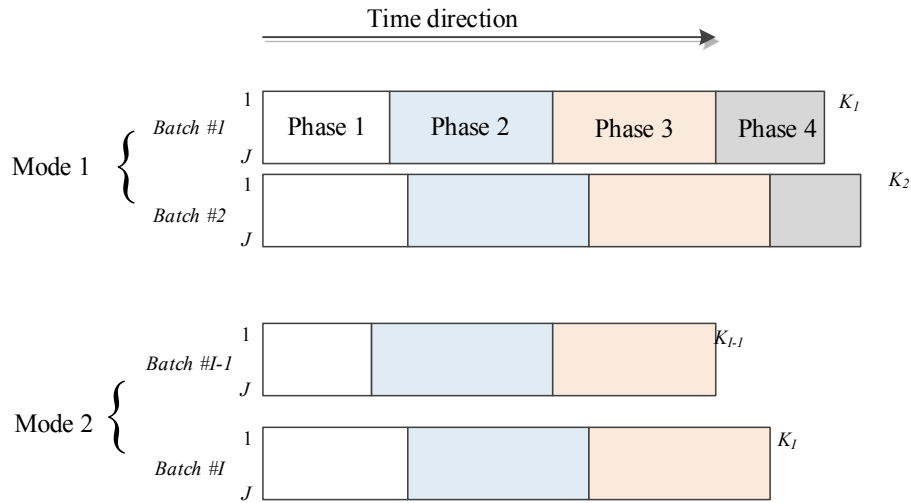 Time direction
1
K1
Batch #1
Phase 1
Phase 2
Phase 3
Phase 4
J
Mode 1
1
K2
Batch #2
J
1
KI-1
Batch #I-1
J
Mode 2
1
KI
Batch #I
J